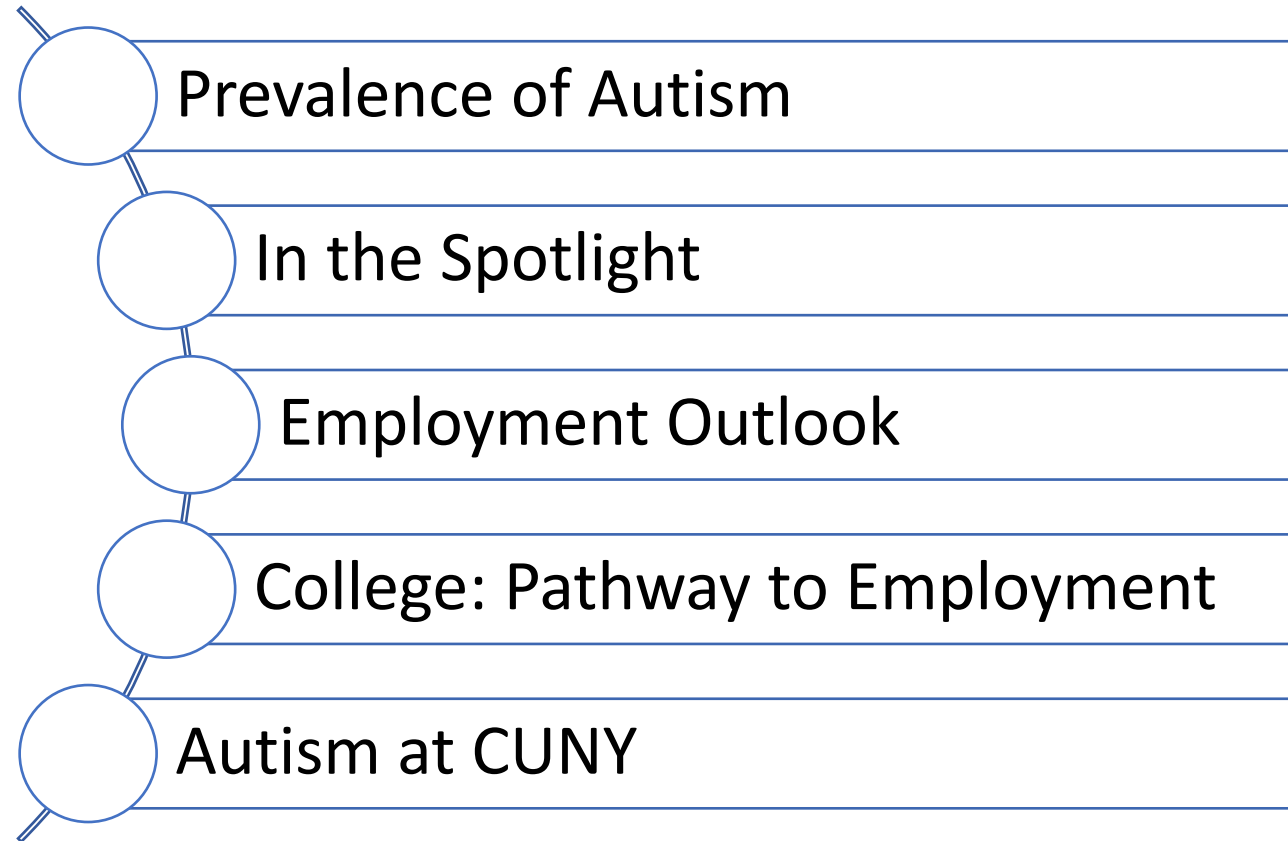 Prevalence of Autism
In the Spotlight
Employment Outlook
College: Pathway to Employment
Autism at CUNY